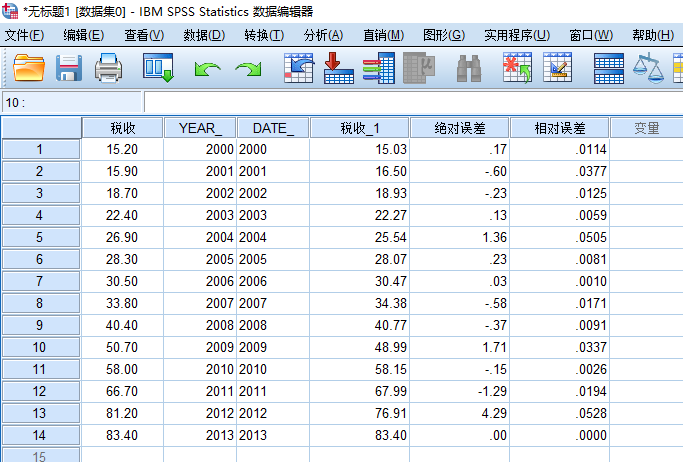 *无标题1 [数据集0] - IBM SPSS Statistics 数据编辑器
文件(F) 编辑(E) 查看(V) 数据(D) 转换(T) 分析(A) 直销(M) 图形(G) 实用程序(U) 窗口(W) 帮助(H)
10 :
税收 YEAR_ DATE_ 税收_1 绝对误差 相对误差 变量
1 15.20 2000 2000 15.03 .17 .0114
2 15.90 2001 2001 16.50 -.60 .0377
3 18.70 2002 2002 18.93 -.23 .0125
4 22.40 2003 2003 22.27 .13 .0059
5 26.90 2004 2004 25.54 1.36 .0505
6 28.30 2005 2005 28.07 .23 .0081
7 30.50 2006 2006 30.47 .03 .0010
8 33.80 2007 2007 34.38 -.58 .0171
9 40.40 2008 2008 40.77 -.37 .0091
10 50.70 2009 2009 48.99 1.71 .0337
11 58.00 2010 2010 58.15 -.15 .0026
12 66.70 2011 2011 67.99 -1.29 .0194
13 81.20 2012 2012 76.91 4.29 .0528
14 83.40 2013 2013 83.40 .00 .0000
15